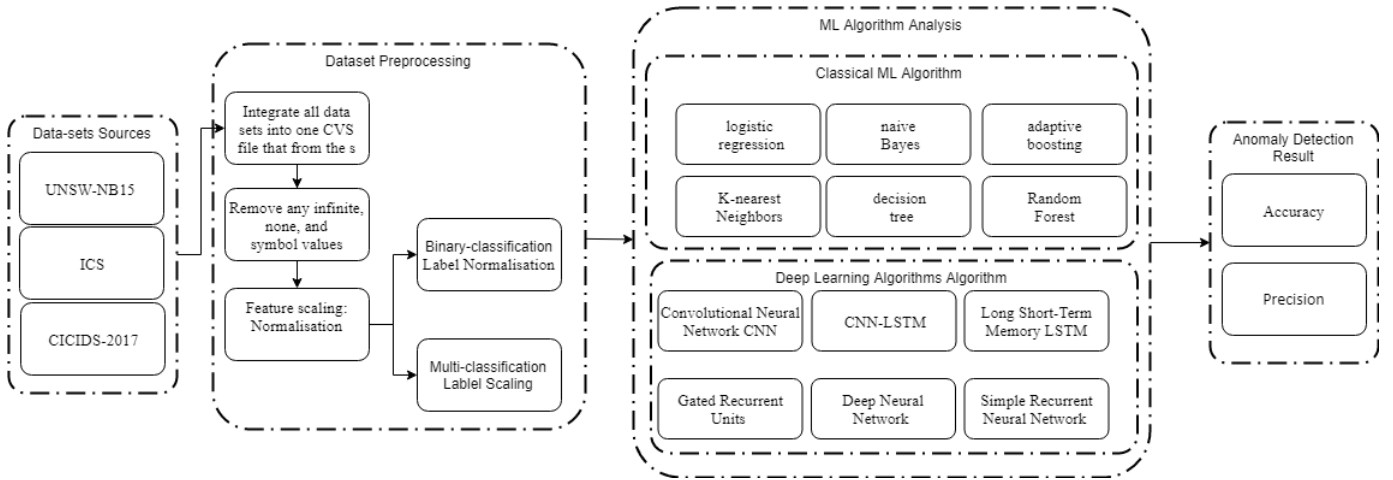 Data-sets Sources
UNSW-NB15
ICS
CICIDS-2017
Dataset Preprocessing
Integrate all data
sets into one CVS
file that from the s
Remove any infinite,
none, and
symbol values
Feature scaling:
Normalisation
Binary-classification
Label Normalisation
Multi-classification
Lablel Scaling
ML Algorithm Analysis
Classical ML Algorithm
logistic
regression
naive
Bayes
adaptive
boosting
K-nearest
Neighbors
decision
tree
Random
Forest
Deep Learning Algorithms Algorithm
Convolutional Neural
Network CNN
CNN-LSTM
Long Short-Term
Memory LSTM
Gated Recurrent
Units
Deep Neural
Network
Simple Recurrent
Neural Network
Anomaly Detection
Result
Accuracy
Precision